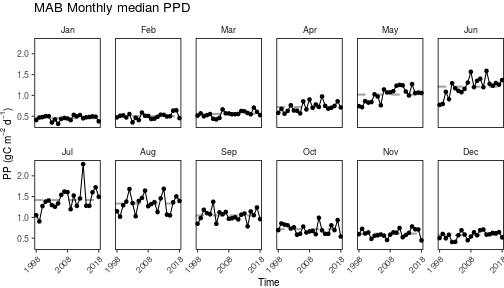 MAB Monthly median PPD
Jan Feb Mar Apr May Jun
2.0
1.5
1.0
0.5
PP (gC m⁻² d⁻¹)
Jul Aug Sep Oct Nov Dec
2.0
1.5
1.0
0.5
1998 2008 2018 1998 2008 2018 1998 2008 2018 1998 2008 2018 1998 2008 2018 1998 2008 2018
Time